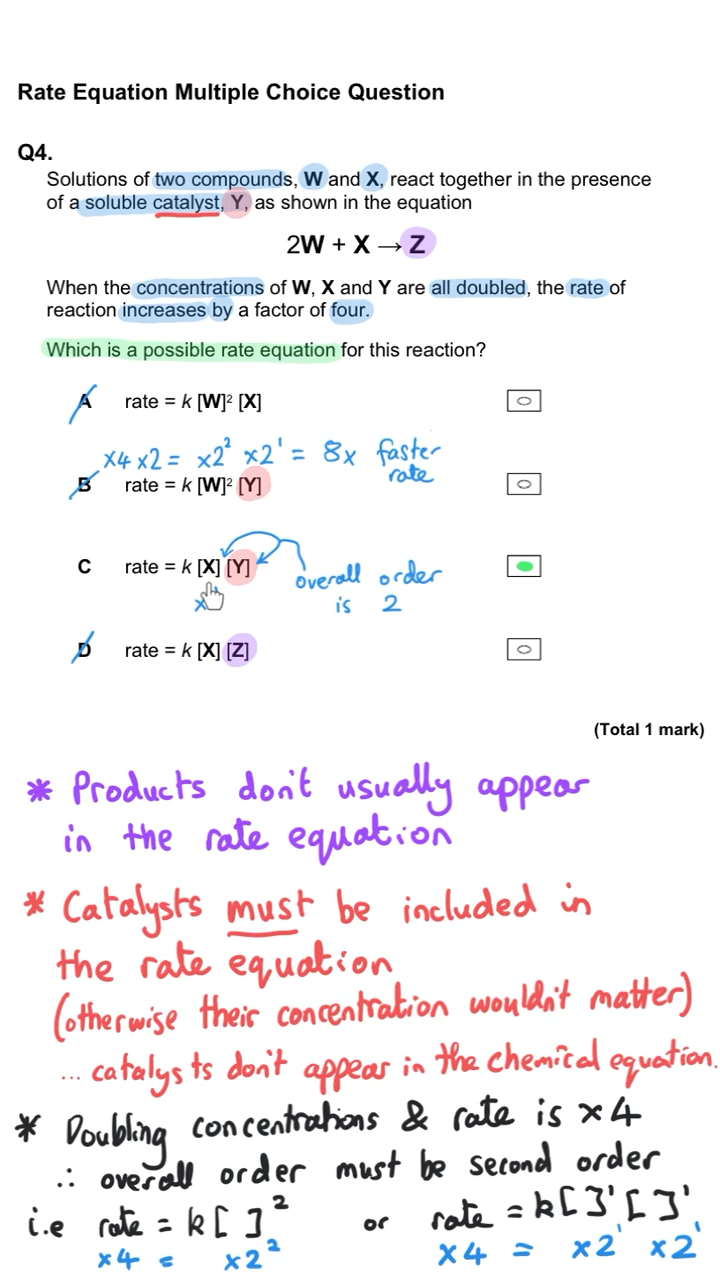 Rate Equation Multiple Choice Question
Q4.
Solutions of two compounds, W and X, react together in the presence
of a soluble catalyst, Y, as shown in the equation
2W + X → Z
When the concentrations of W, X and Y are all doubled, the rate of
reaction increases by a factor of four.
Which is a possible rate equation for this reaction?
A rate = k [W]² [X]
x4 x2 = x2² x2¹ = 8x faster
rate
B rate = k [W]² [Y]
C rate = k [X] [Y]
overall order
is 2
x
D rate = k [X] [Z]
(Total 1 mark)
* Products don't usually appear
in the rate equation
* Catalysts must be included in
the rate equation
(otherwise their concentration wouldn't matter)
... catalysts don't appear in the chemical equation.
* Doubling concentrations & rate is x4
∴ overall order must be second order
i.e rate = k[ ]² or rate = k[ ]¹[ ]¹
x4 = x2² x4 = x2¹ x2¹